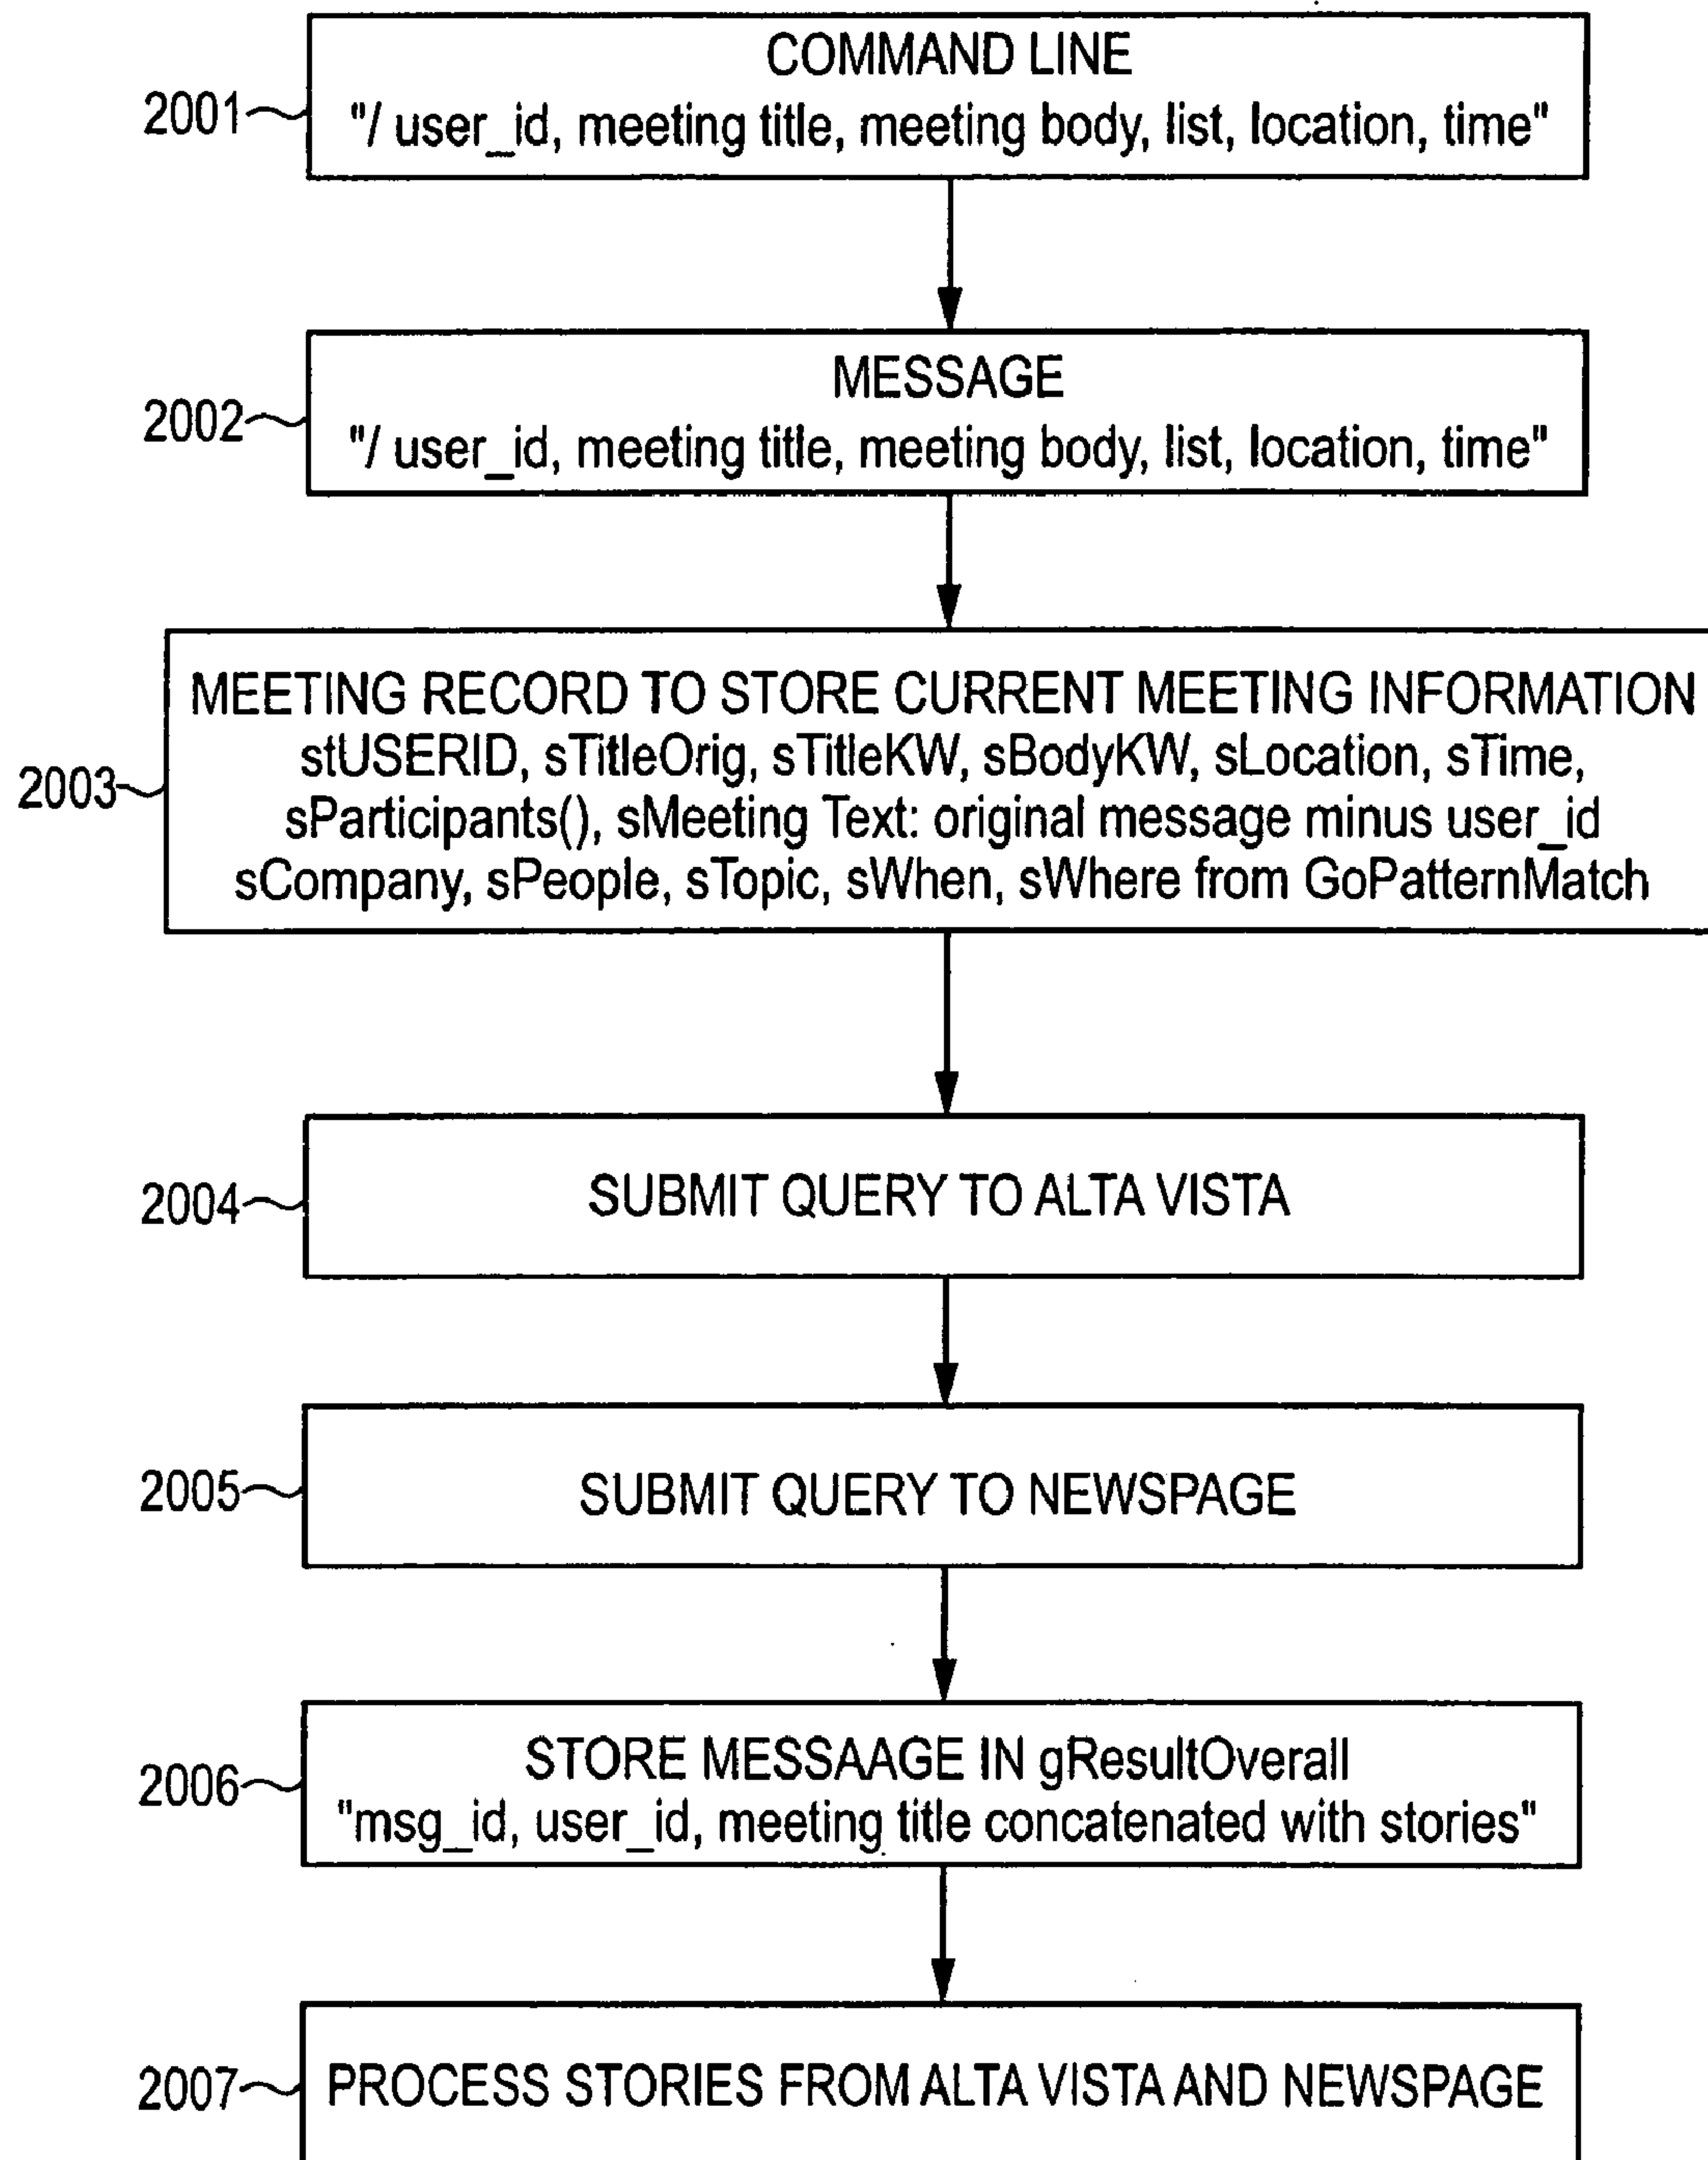 COMMAND LINE
2001
"/ user_id, meeting title, meeting body, list, location, time"
MESSAGE
2002
"/ user_id, meeting title, meeting body, list, location, time"
MEETING RECORD TO STORE CURRENT MEETING INFORMATION
stUSERID, sTitleOrig, sTitleKW, sBodyKW, sLocation, sTime,
2003
sParticipants(), sMeeting Text: original message minus user_id
sCompany, sPeople, sTopic, sWhen, sWhere from GoPatternMatch
2004
SUBMIT QUERY TO ALTA VISTA
2005
SUBMIT QUERY TO NEWSPAGE
STORE MESSAAGE IN gResultOverall
2006
"msg_id, user_id, meeting title concatenated with stories"
2007
PROCESS STORIES FROM ALTA VISTA AND NEWSPAGE